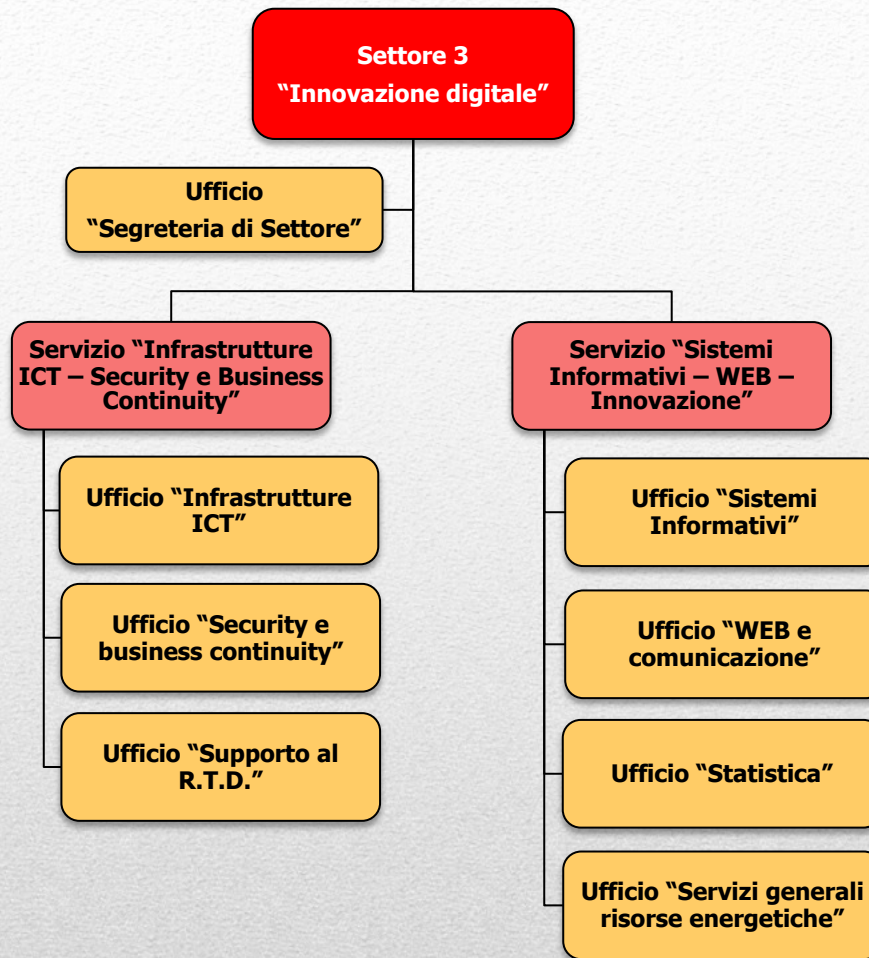 Settore 3
“Innovazione digitale”
Ufficio
“Segreteria di Settore”
Servizio “Infrastrutture
ICT – Security e Business
Continuity”
Ufficio “Infrastrutture
ICT”
Ufficio “Security e
business continuity”
Ufficio “Supporto al
R.T.D.”
Servizio “Sistemi
Informativi – WEB –
Innovazione”
Ufficio “Sistemi
Informativi”
Ufficio “WEB e
comunicazione”
Ufficio “Statistica”
Ufficio “Servizi generali
risorse energetiche”